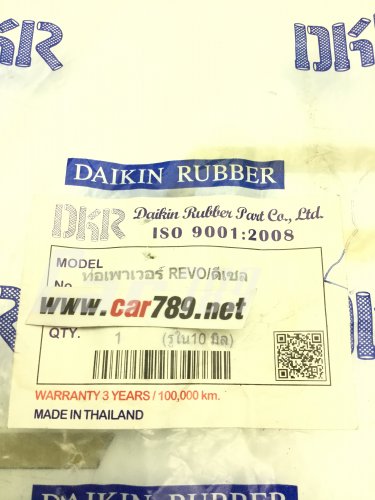 DKR
DKR
DAIKIN RUBBER
DKR Daikin Rubber Part Co., Ltd.
ISO 9001:2008
MODEL ท่อเพาเวอร์ REVO/ดีเซล
No.
www.car789.net
QTY. 1 (รูใน10 มิล)
WARRANTY 3 YEARS/100,000 km.
MADE IN THAILAND
DAIKIN RUBBER